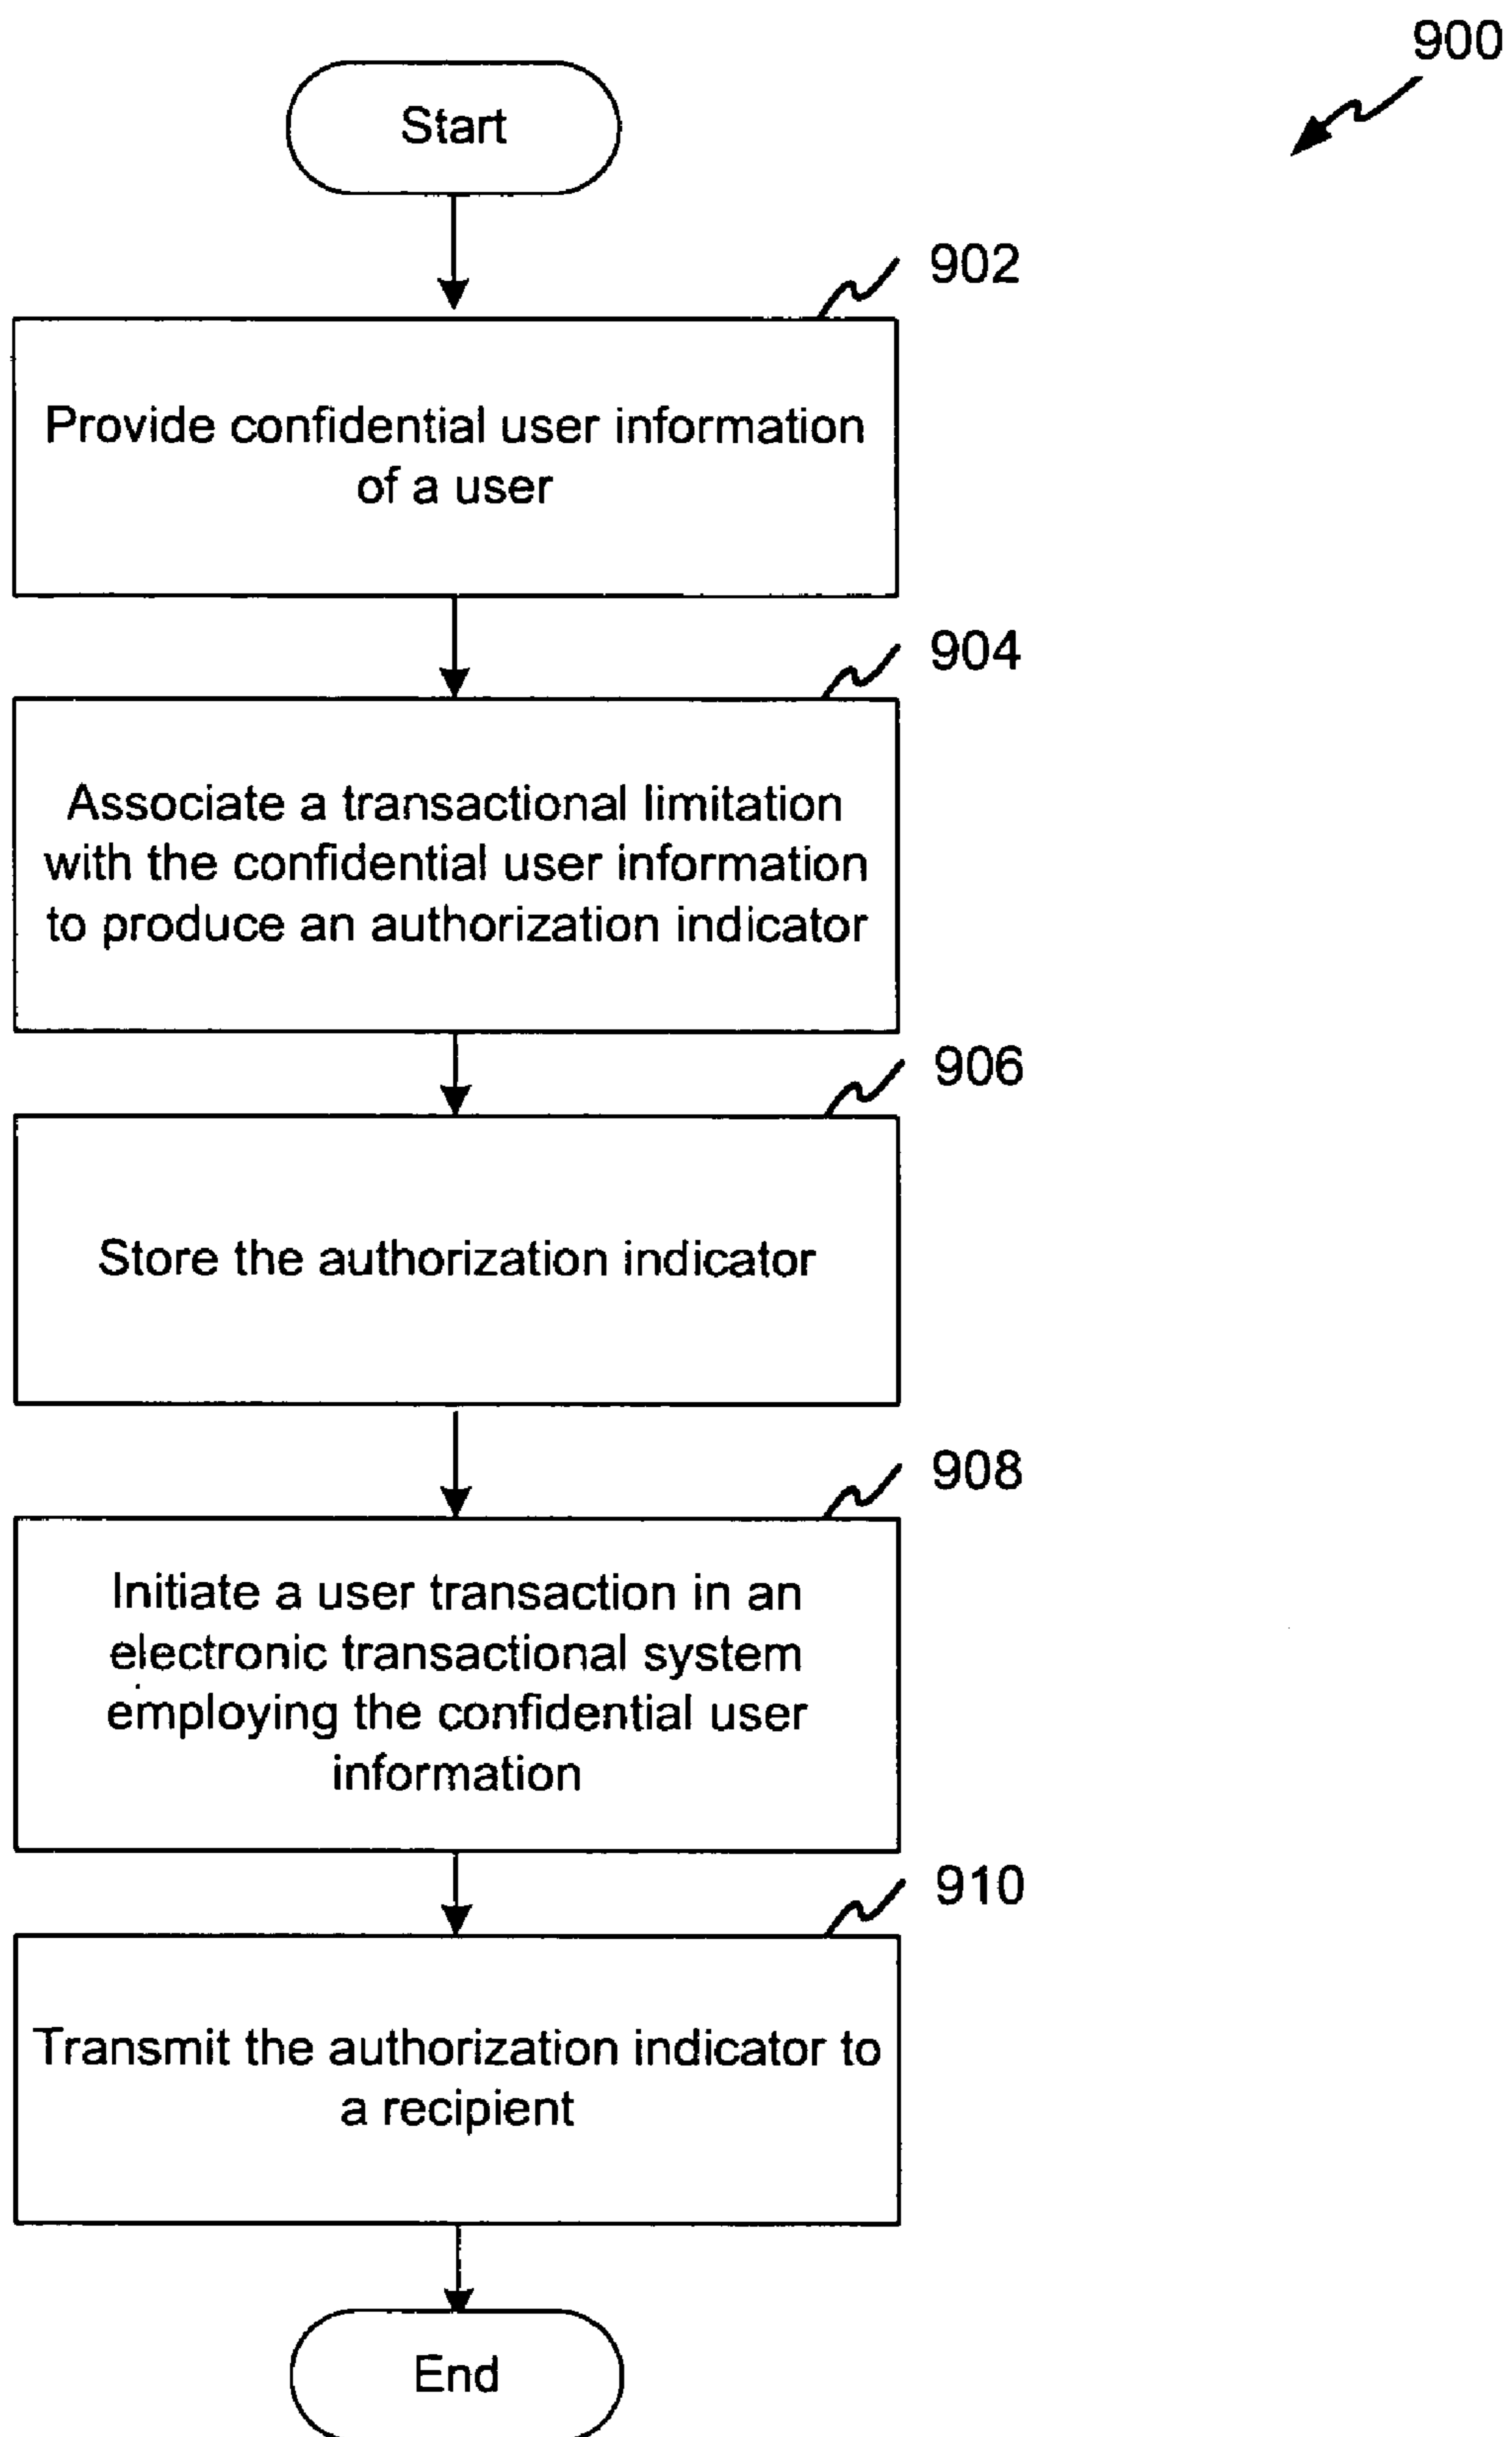 900
Start
902
Provide confidential user information
of a user
904
Associate a transactional limitation
with the confidential user information
to produce an authorization indicator
906
Store the authorization indicator
908
Initiate a user transaction in an
electronic transactional system
employing the confidential user
information
910
Transmit the authorization indicator to
a recipient
End